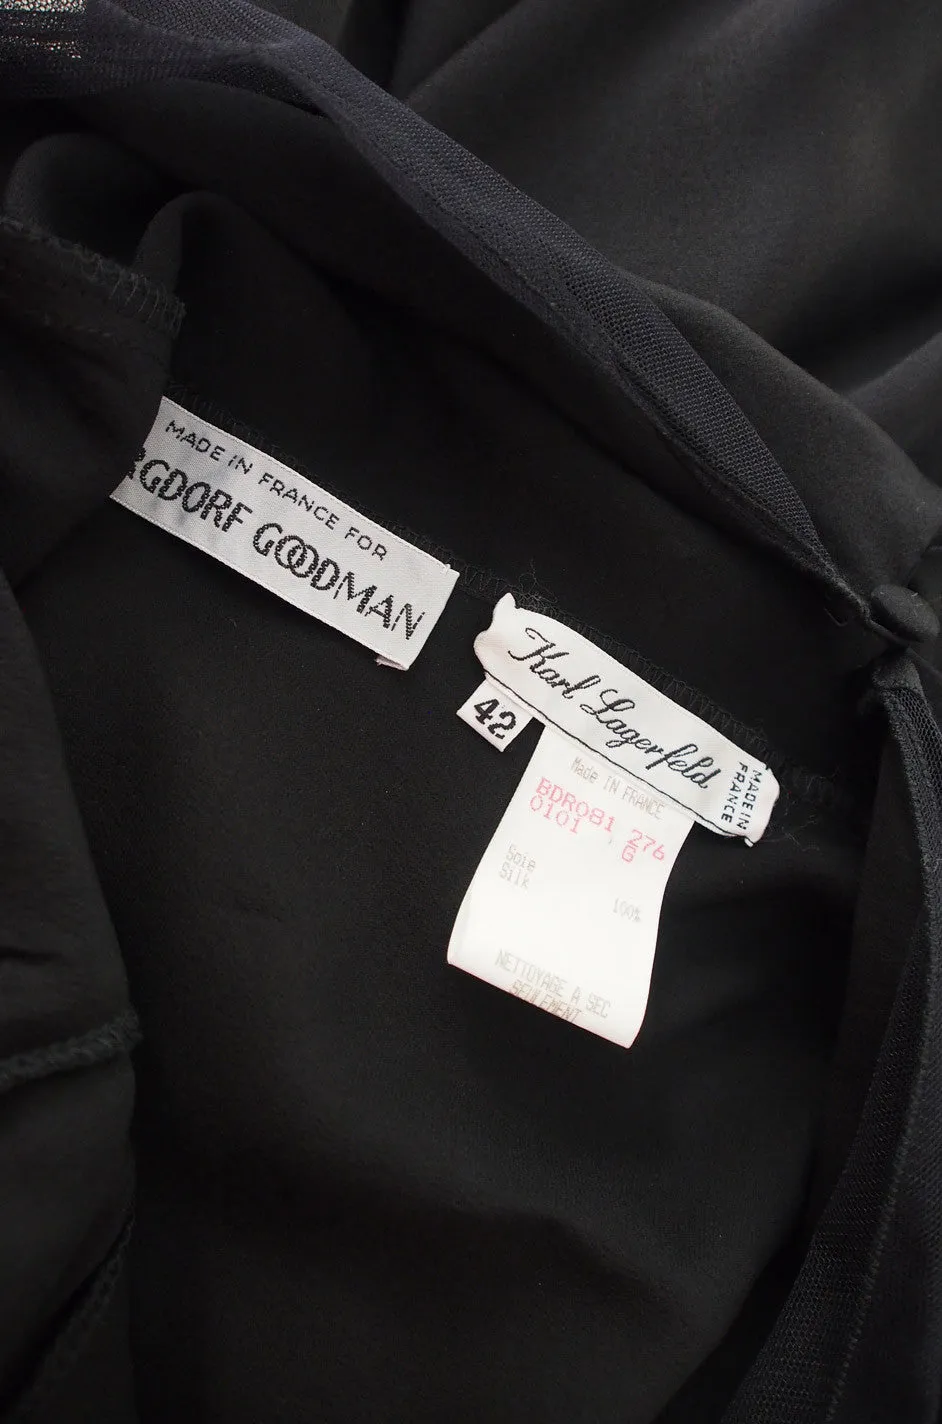 MADE IN FRANCE FOR
RGDORF GOODMAN
Karl Lagerfeld
MADE IN
FRANCE
42
Made IN FRANCE
BDR081 276
0101 G
Soie
Silk
100%
NETTOYAGE A SEC
SEULEMENT